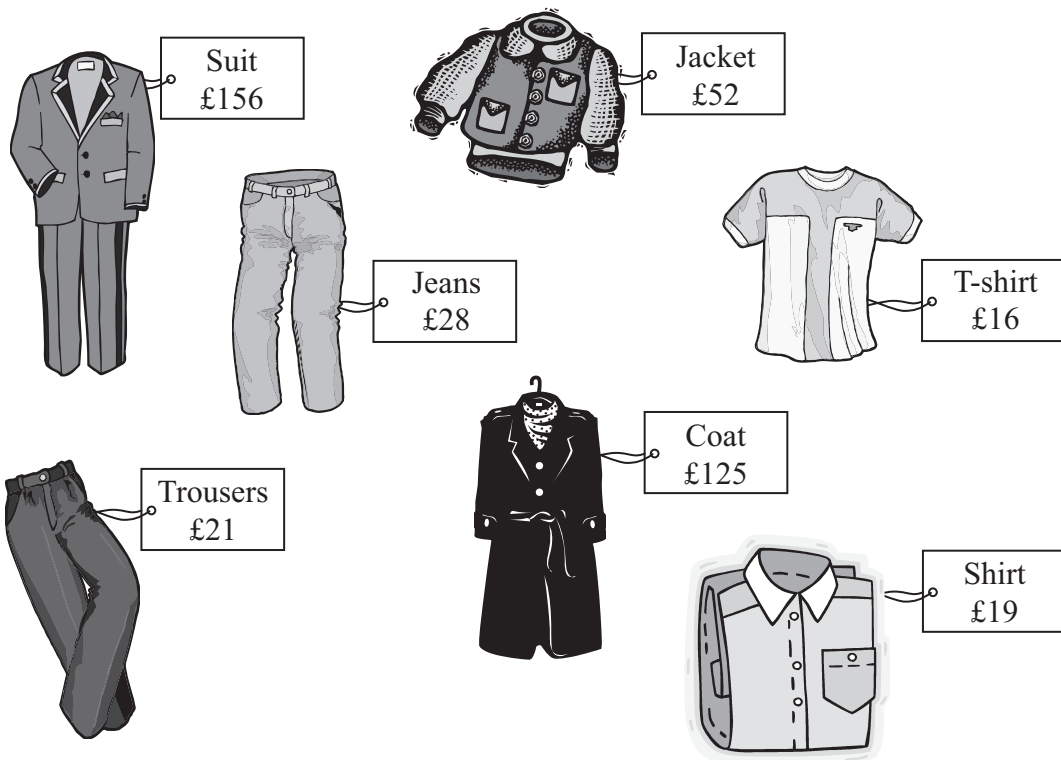 Suit
£156
Jacket
£52
Jeans
£28
T-shirt
£16
Coat
£125
Trousers
£21
Shirt
£19